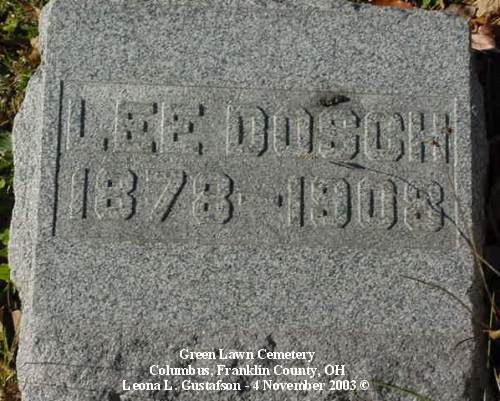 LEE DOSCH
1878 - 1908
Green Lawn Cemetery
Columbus, Franklin County, OH
Leona L. Gustafson - 4 November 2003 ©